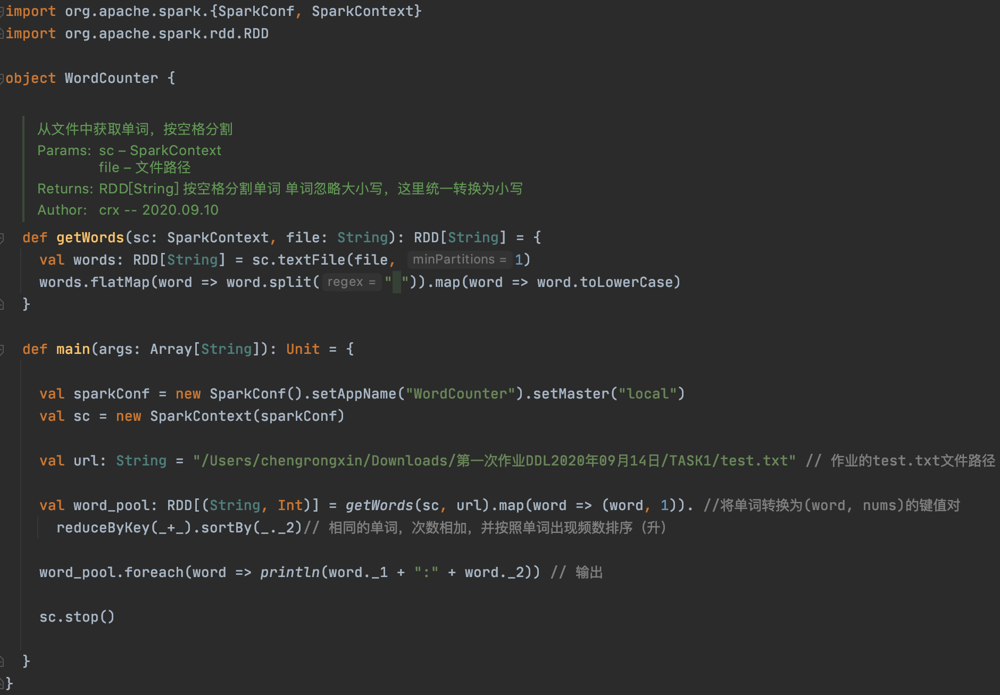 import org.apache.spark.{SparkConf, SparkContext}
import org.apache.spark.rdd.RDD
object WordCounter {
从文件中获取单词，按空格分割
Params: sc – SparkContext
file – 文件路径
Returns: RDD[String] 按空格分割单词 单词忽略大小写，这里统一转换为小写
Author: crx -- 2020.09.10
def getWords(sc: SparkContext, file: String): RDD[String] = {
val words: RDD[String] = sc.textFile(file, minPartitions = 1)
words.flatMap(word => word.split( regex = " ")).map(word => word.toLowerCase)
}
def main(args: Array[String]): Unit = {
val sparkConf = new SparkConf().setAppName("WordCounter").setMaster("local")
val sc = new SparkContext(sparkConf)
val url: String = "/Users/chengrongxin/Downloads/第一次作业DDL2020年09月14日/TASK1/test.txt" // 作业的test.txt文件路径
val word_pool: RDD[(String, Int)] = getWords(sc, url).map(word => (word, 1)). //将单词转换为(word, nums)的键值对
reduceByKey(_+_).sortBy(_._2)// 相同的单词，次数相加，并按照单词出现频数排序（升）
word_pool.foreach(word => println(word._1 + ":" + word._2)) // 输出
sc.stop()
}
}